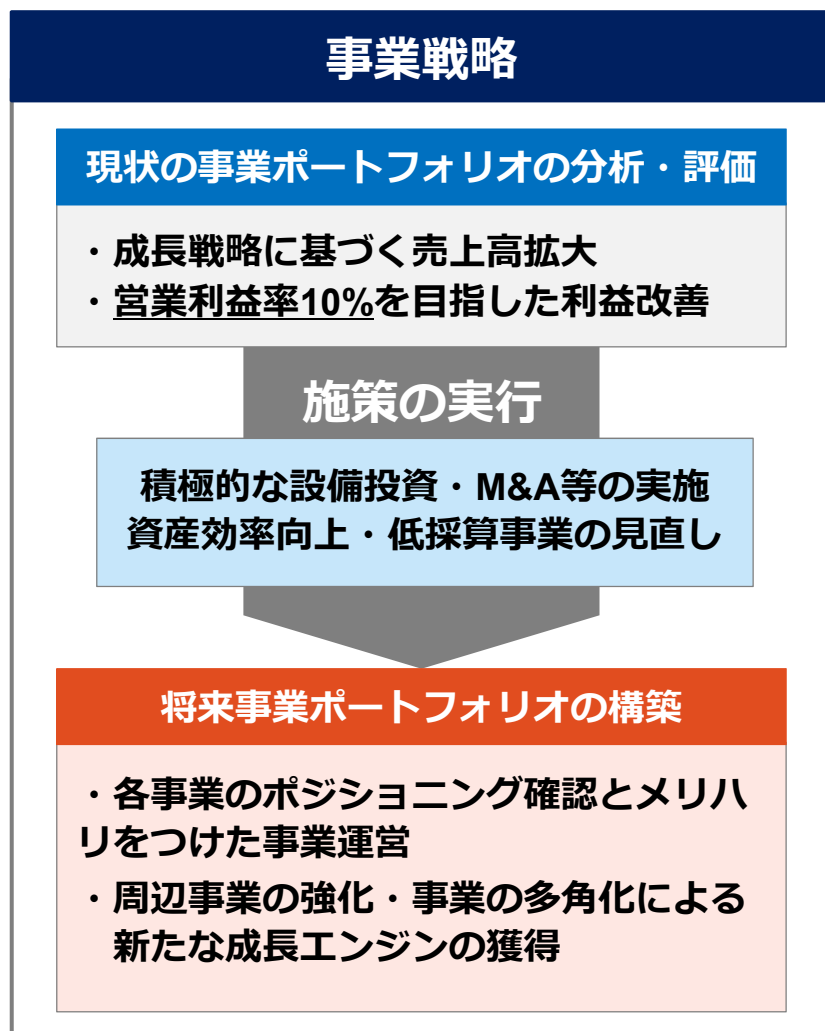 事業戦略
現状の事業ポートフォリオの分析・評価
・成長戦略に基づく売上高拡大
・営業利益率10%を目指した利益改善
施策の実行
積極的な設備投資・M&A等の実施
資産効率向上・低採算事業の見直し
将来事業ポートフォリオの構築
・各事業のポジショニング確認とメリハ
リをつけた事業運営
・周辺事業の強化・事業の多角化による
新たな成長エンジンの獲得